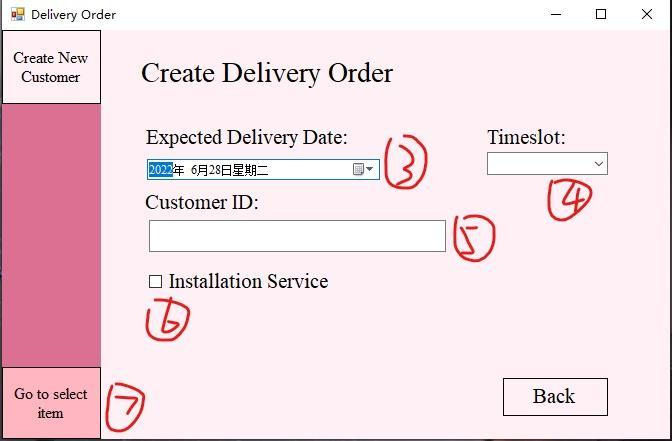 Delivery Order
Create New
Customer
Create Delivery Order
Expected Delivery Date:
Timeslot:
2022年 6月28日星期二
3
4
Customer ID:
5
Installation Service
6
Go to select
item
7
Back